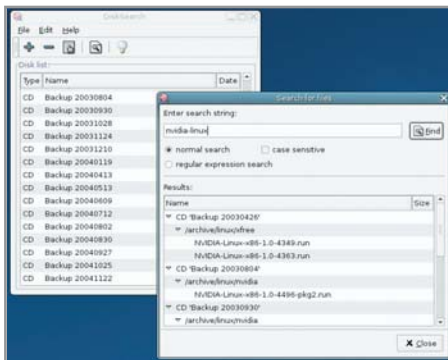 DiskSearch
File Edit Help
Disk list:
Type Name Date
CD Backup 20030804
CD Backup 20030930
CD Backup 20031028
CD Backup 20031124
CD Backup 20031210
CD Backup 20040119
CD Backup 20040413
CD Backup 20040513
CD Backup 20040609
CD Backup 20040712
CD Backup 20040802
CD Backup 20040830
CD Backup 20040927
CD Backup 20041025
CD Backup 20041122
Search for files
Enter search string:
nvidia-linux
Find
normal search case sensitive
regular expression search
Results:
Name Size
CD 'Backup 20030426'
/archive/linux/xfree
NVIDIA-Linux-x86-1.0-4349.run
NVIDIA-Linux-x86-1.0-4363.run
CD 'Backup 20030804'
/archive/linux/nvidia
NVIDIA-Linux-x86-1.0-4496-pkg2.run
CD 'Backup 20030930'
/archive/linux/nvidia
Close